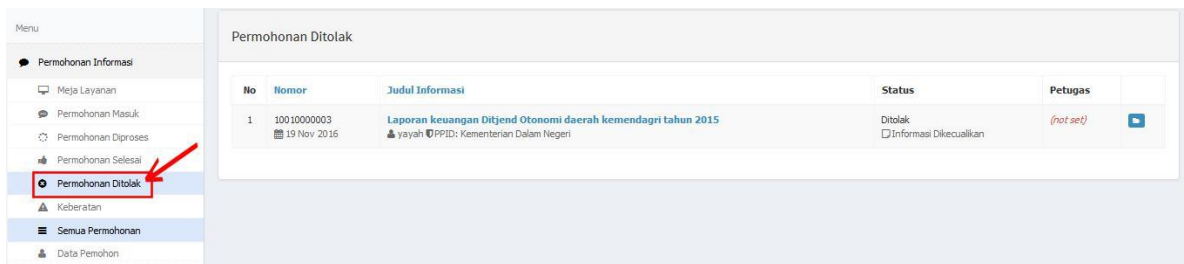 Menu
Permohonan Informasi
Meja Layanan
Permohonan Masuk
Permohonan Diproses
Permohonan Selesai
Permohonan Ditolak
Keberatan
Semua Permohonan
Data Pemohon
Permohonan Ditolak
No Nomor Judul Informasi Status Petugas
1 10010000003 Laporan keuangan Ditjend Otonomi daerah kemendagri tahun 2015 Ditolak (not set)
19 Nov 2016 yayah PPID: Kementerian Dalam Negeri Informasi Dikecualikan